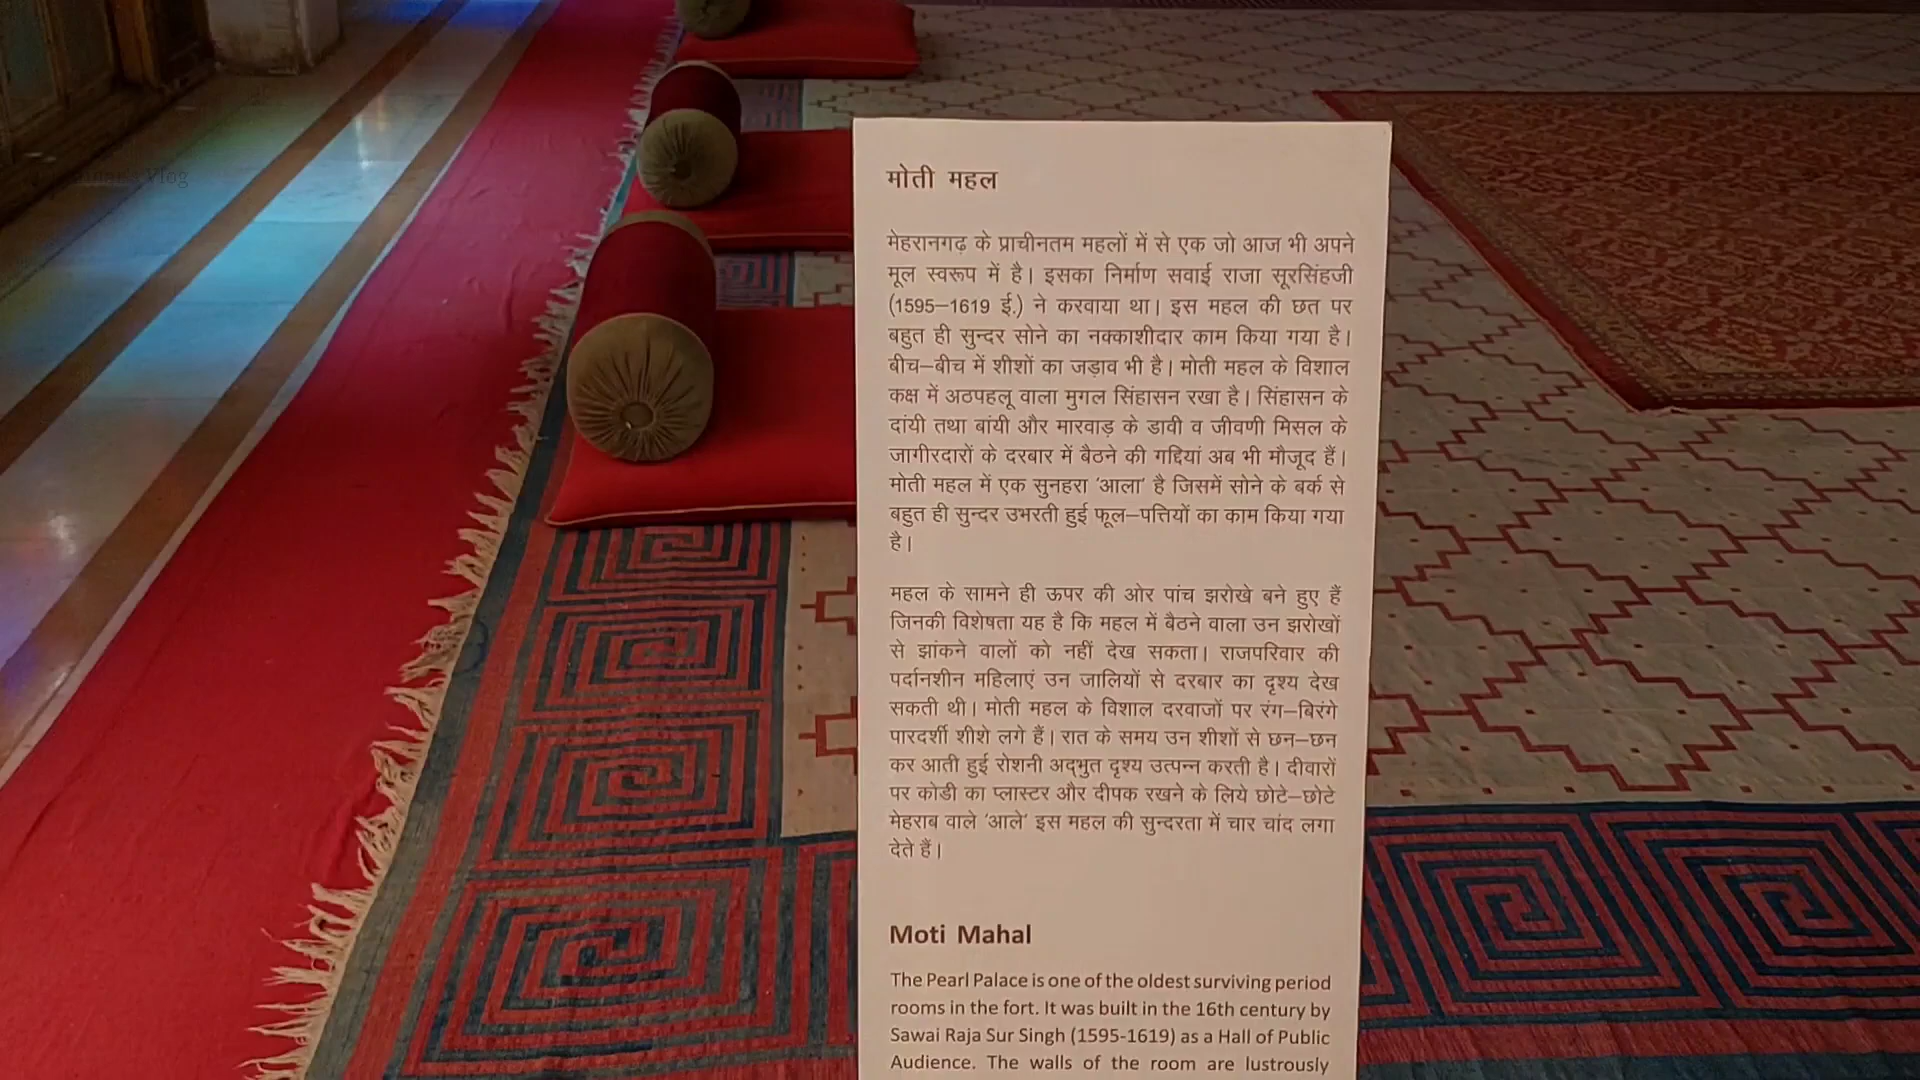 Vlog
मोती महल
मेहरानगढ़ के प्राचीनतम महलों में से एक जो आज भी अपने
मूल स्वरूप में है। इसका निर्माण सवाई राजा सूरसिंहजी
(1595–1619 ई.) ने करवाया था। इस महल की छत पर
बहुत ही सुन्दर सोने का नक्काशीदार काम किया गया है।
बीच–बीच में शीशों का जड़ाव भी है। मोती महल के विशाल
कक्ष में अठपहलू वाला मुगल सिंहासन रखा है। सिंहासन के
दांयी तथा बांयी और मारवाड़ के डावी व जीवणी मिसल के
जागीरदारों के दरबार में बैठने की गद्दियां अब भी मौजूद हैं।
मोती महल में एक सुनहरा 'आला' है जिसमें सोने के बर्क से
बहुत ही सुन्दर उभरती हुई फूल–पत्तियों का काम किया गया
है।
महल के सामने ही ऊपर की ओर पांच झरोखे बने हुए हैं
जिनकी विशेषता यह है कि महल में बैठने वाला उन झरोखों
से झांकने वालों को नहीं देख सकता। राजपरिवार की
पर्दानशीन महिलाएं उन जालियों से दरबार का दृश्य देख
सकती थी। मोती महल के विशाल दरवाजों पर रंग–बिरंगे
पारदर्शी शीशे लगे हैं। रात के समय उन शीशों से छन–छन
कर आती हुई रोशनी अद्‌भुत दृश्य उत्पन्न करती है। दीवारों
पर कोडी का प्लास्टर और दीपक रखने के लिये छोटे–छोटे
मेहराब वाले 'आले' इस महल की सुन्दरता में चार चांद लगा
देते हैं।
Moti Mahal
The Pearl Palace is one of the oldest surviving period
rooms in the fort. It was built in the 16th century by
Sawai Raja Sur Singh (1595-1619) as a Hall of Public
Audience. The walls of the room are lustrously